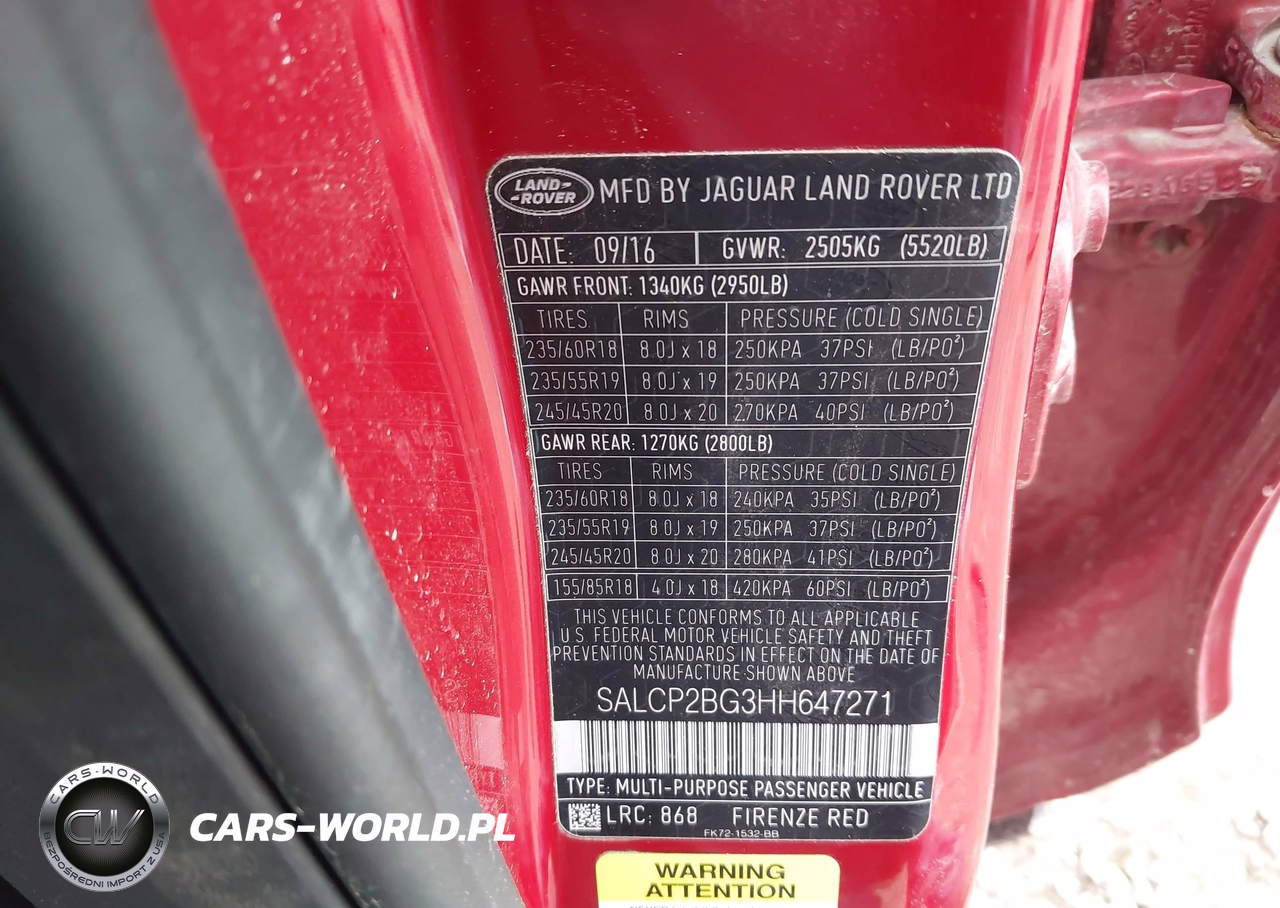 LAND-
-ROVER
MFD BY JAGUAR LAND ROVER LTD
DATE: 09/16 GVWR: 2505KG (5520LB)
GAWR FRONT: 1340KG (2950LB)
TIRES RIMS PRESSURE (COLD SINGLE)
235/60R18 8.0J x 18 250KPA 37PSI (LB/PO²)
235/55R19 8.0J x 19 250KPA 37PSI (LB/PO²)
245/45R20 8.0J x 20 270KPA 40PSI (LB/PO²)
GAWR REAR: 1270KG (2800LB)
TIRES RIMS PRESSURE (COLD SINGLE)
235/60R18 8.0J x 18 240KPA 35PSI (LB/PO²)
235/55R19 8.0J x 19 250KPA 37PSI (LB/PO²)
245/45R20 8.0J x 20 280KPA 41PSI (LB/PO²)
155/85R18 4.0J x 18 420KPA 60PSI (LB/PO²)
THIS VEHICLE CONFORMS TO ALL APPLICABLE
U.S. FEDERAL MOTOR VEHICLE SAFETY AND THEFT
PREVENTION STANDARDS IN EFFECT ON THE DATE OF
MANUFACTURE SHOWN ABOVE
SALCP2BG3HH647271
TYPE: MULTI-PURPOSE PASSENGER VEHICLE
LRC: 868 FIRENZE RED
FK72-1532-BB
WARNING
ATTENTION
CARS-WORLD
CW
BEZPOŚREDNI IMPORT Z USA
CARS-WORLD.PL